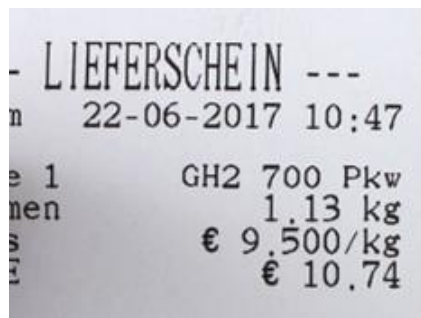 - LIEFERSCHEIN ---
m 22-06-2017 10:47
e 1 GH2 700 Pkw
men 1.13 kg
s € 9.500/kg
E € 10.74